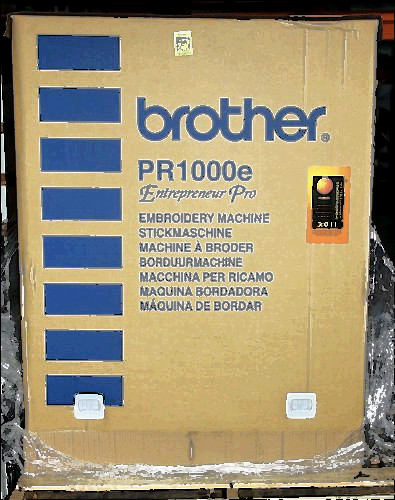 brother®
PR1000e
Entrepreneur Pro
EMBROIDERY MACHINE
STICKMASCHINE
MACHINE À BRODER
BORDUURMACHINE
MACCHINA PER RICAMO
MAQUINA BORDADORA
MÁQUINA DE BORDAR